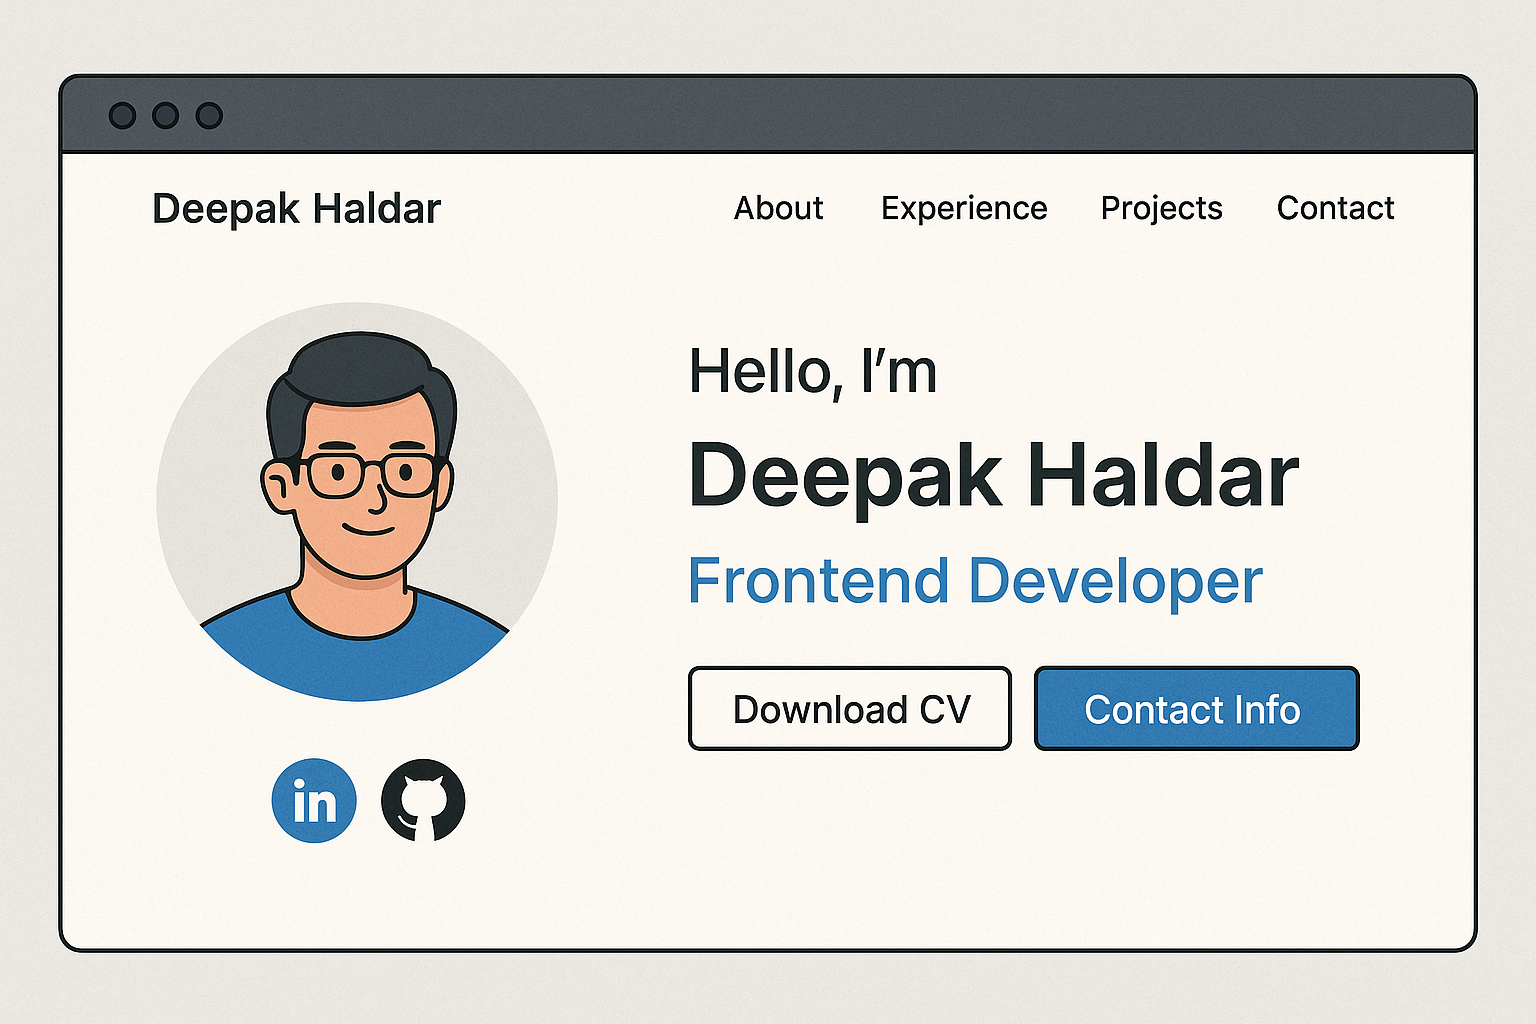 Deepak Haldar
About Experience Projects Contact
Hello, I’m
Deepak Haldar
Frontend Developer
Download CV Contact Info
in